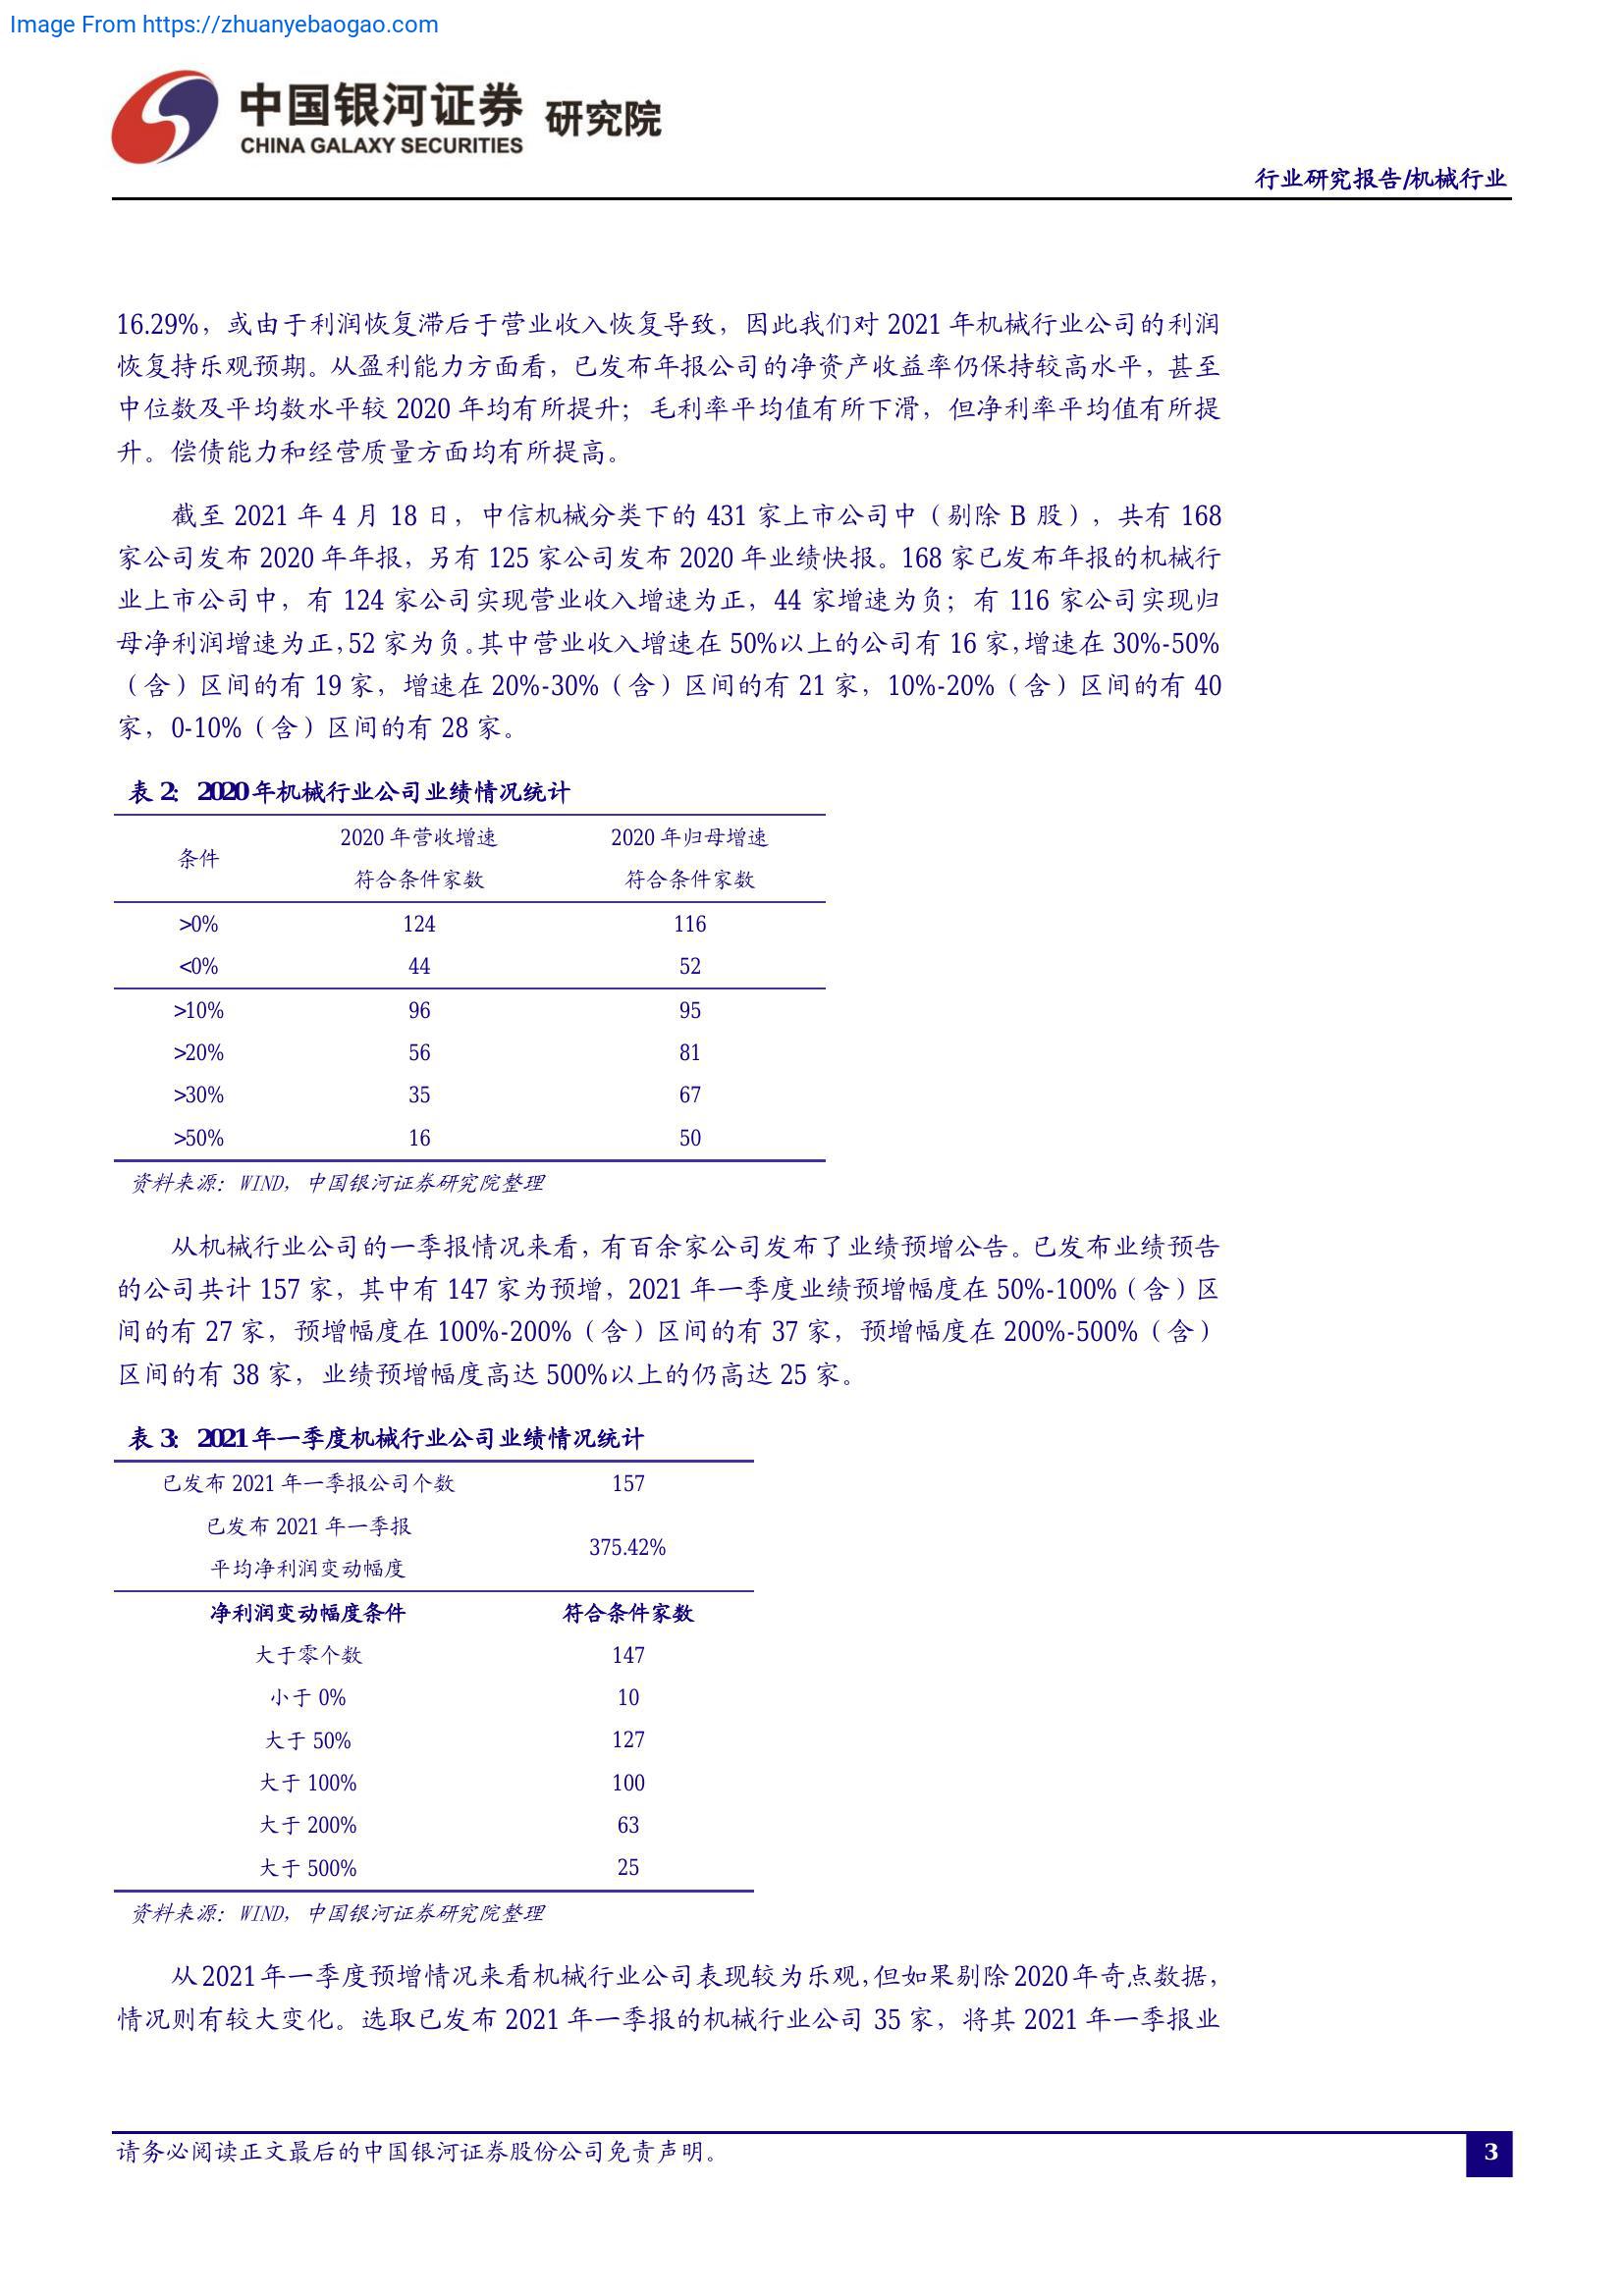 Image From https://zhuanyebaogao.com
中国银河证券 研究院
CHINA GALAXY SECURITIES
行业研究报告/机械行业
16.29%，或由于利润恢复滞后于营业收入恢复导致，因此我们对 2021 年机械行业公司的利润
恢复持乐观预期。从盈利能力方面看，已发布年报公司的净资产收益率仍保持较高水平，甚至
中位数及平均数水平较 2020 年均有所提升；毛利率平均值有所下滑，但净利率平均值有所提
升。偿债能力和经营质量方面均有所提高。
截至 2021 年 4 月 18 日，中信机械分类下的 431 家上市公司中（剔除 B 股），共有 168
家公司发布 2020 年年报，另有 125 家公司发布 2020 年业绩快报。168 家已发布年报的机械行
业上市公司中，有 124 家公司实现营业收入增速为正，44 家增速为负；有 116 家公司实现归
母净利润增速为正，52 家为负。其中营业收入增速在 50%以上的公司有 16 家，增速在 30%-50%
（含）区间的有 19 家，增速在 20%-30%（含）区间的有 21 家，10%-20%（含）区间的有 40
家，0-10%（含）区间的有 28 家。
表 2: 2020 年机械行业公司业绩情况统计
条件 2020 年营收增速 2020 年归母增速
符合条件家数 符合条件家数
>0% 124 116
<0% 44 52
>10% 96 95
>20% 56 81
>30% 35 67
>50% 16 50
资料来源：WIND，中国银河证券研究院整理
从机械行业公司的一季报情况来看，有百余家公司发布了业绩预增公告。已发布业绩预告
的公司共计 157 家，其中有 147 家为预增，2021 年一季度业绩预增幅度在 50%-100%（含）区
间的有 27 家，预增幅度在 100%-200%（含）区间的有 37 家，预增幅度在 200%-500%（含）
区间的有 38 家，业绩预增幅度高达 500%以上的仍高达 25 家。
表 3: 2021 年一季度机械行业公司业绩情况统计
已发布 2021 年一季报公司个数 157
已发布 2021 年一季报
平均净利润变动幅度 375.42%
净利润变动幅度条件 符合条件家数
大于零个数 147
小于 0% 10
大于 50% 127
大于 100% 100
大于 200% 63
大于 500% 25
资料来源：WIND，中国银河证券研究院整理
从 2021 年一季度预增情况来看机械行业公司表现较为乐观，但如果剔除 2020 年奇点数据，
情况则有较大变化。选取已发布 2021 年一季报的机械行业公司 35 家，将其 2021 年一季报业
请务必阅读正文最后的中国银河证券股份公司免责声明。
3